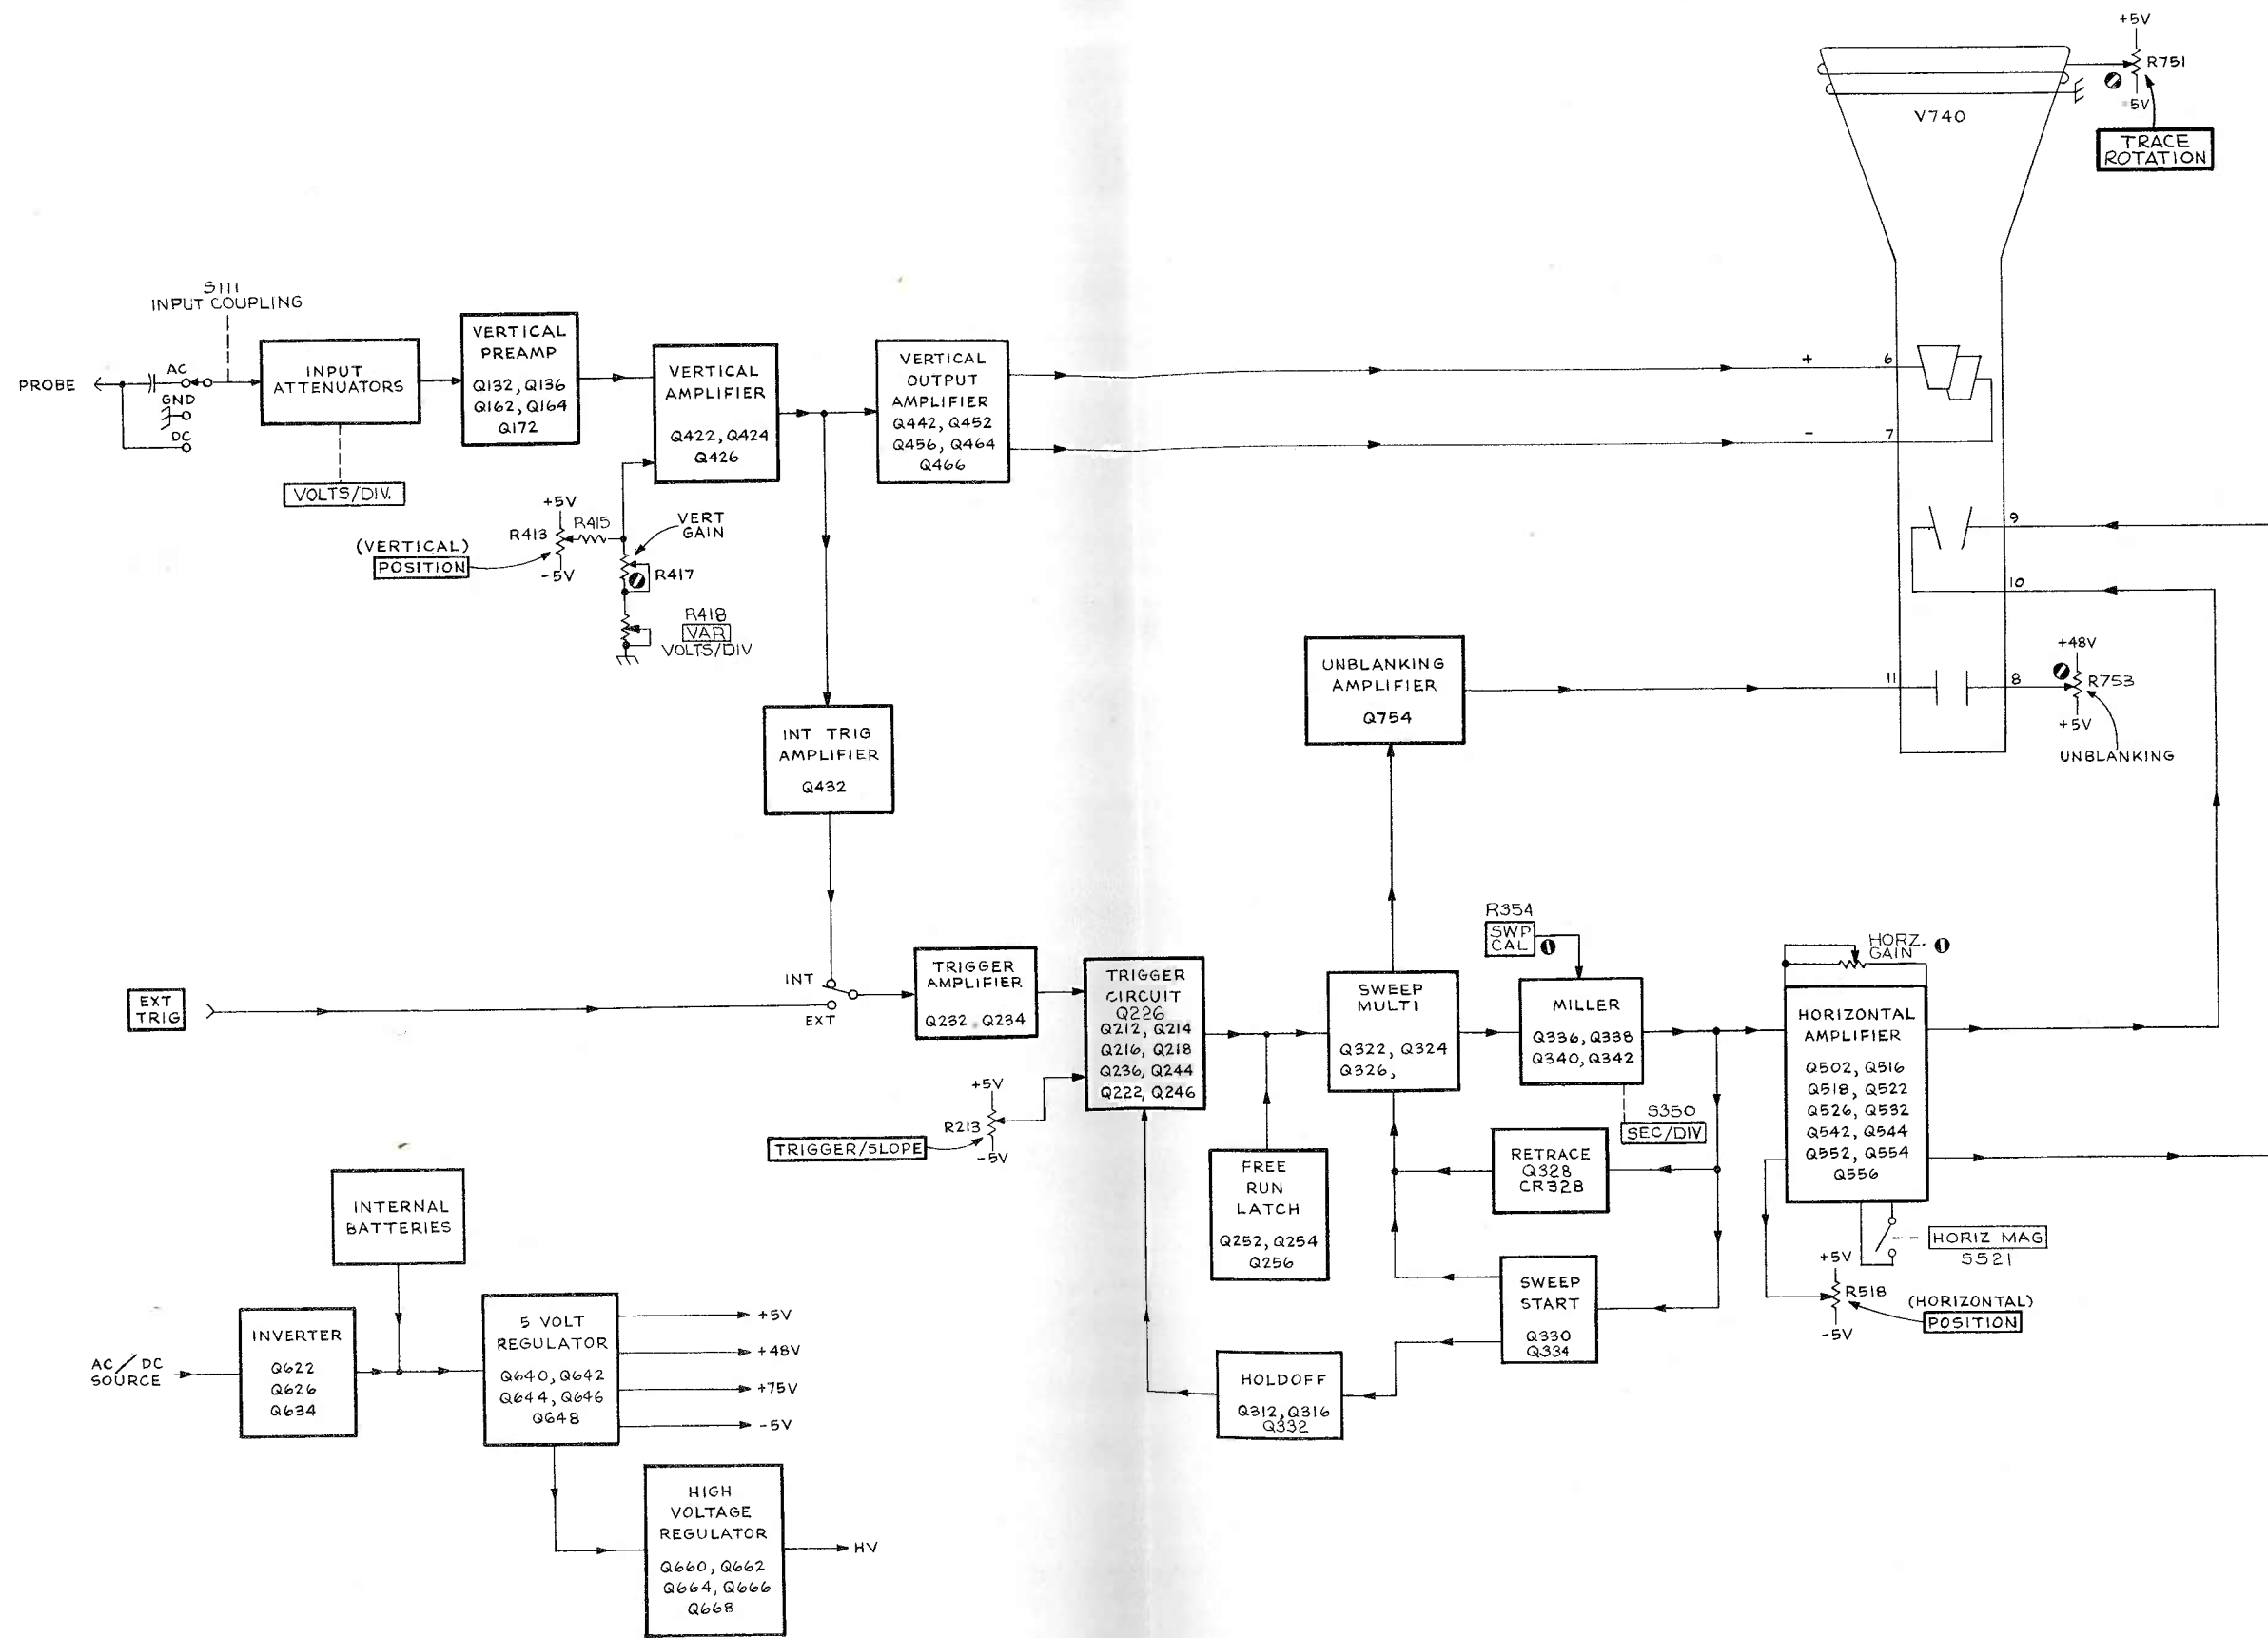 +5V
R751
-5V
TRACE
ROTATION
V740
S111
INPUT COUPLING
PROBE
AC
GND
DC
INPUT
ATTENUATORS
VOLTS/DIV.
VERTICAL
PREAMP
Q132, Q136
Q162, Q164
Q172
VERTICAL
AMPLIFIER
Q422, Q424
Q426
VERTICAL
OUTPUT
AMPLIFIER
Q442, Q452
Q456, Q464
Q466
+
6
-
7
9
10
+5V
R413
R415
-5V
(VERTICAL)
POSITION
VERT
GAIN
R417
R418
VAR
VOLTS/DIV
UNBLANKING
AMPLIFIER
Q754
11
8
+48V
R753
+5V
UNBLANKING
INT TRIG
AMPLIFIER
Q432
EXT
TRIG
INT
EXT
TRIGGER
AMPLIFIER
Q232, Q234
TRIGGER
CIRCUIT
Q226
Q212, Q214
Q216, Q218
Q236, Q244
Q222, Q246
+5V
R213
-5V
TRIGGER/SLOPE
FREE
RUN
LATCH
Q252, Q254
Q256
SWEEP
MULTI
Q322, Q324
Q326,
R354
SWP
CAL
MILLER
Q336, Q338
Q340, Q342
S350
SEC/DIV
RETRACE
Q328
CR328
SWEEP
START
Q330
Q334
HOLDOFF
Q312, Q316
Q332
HORZ.
GAIN
HORIZONTAL
AMPLIFIER
Q502, Q516
Q518, Q522
Q526, Q532
Q542, Q544
Q552, Q554
Q556
HORIZ MAG
S521
+5V
R518
-5V
(HORIZONTAL)
POSITION
INTERNAL
BATTERIES
AC/DC
SOURCE
INVERTER
Q622
Q626
Q634
5 VOLT
REGULATOR
Q640, Q642
Q644, Q646
Q648
+5V
+48V
+75V
-5V
HIGH
VOLTAGE
REGULATOR
Q660, Q662
Q664, Q666
Q668
HV